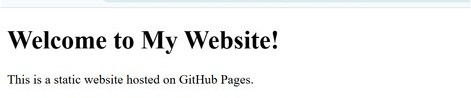 Welcome to My Website!
This is a static website hosted on GitHub Pages.